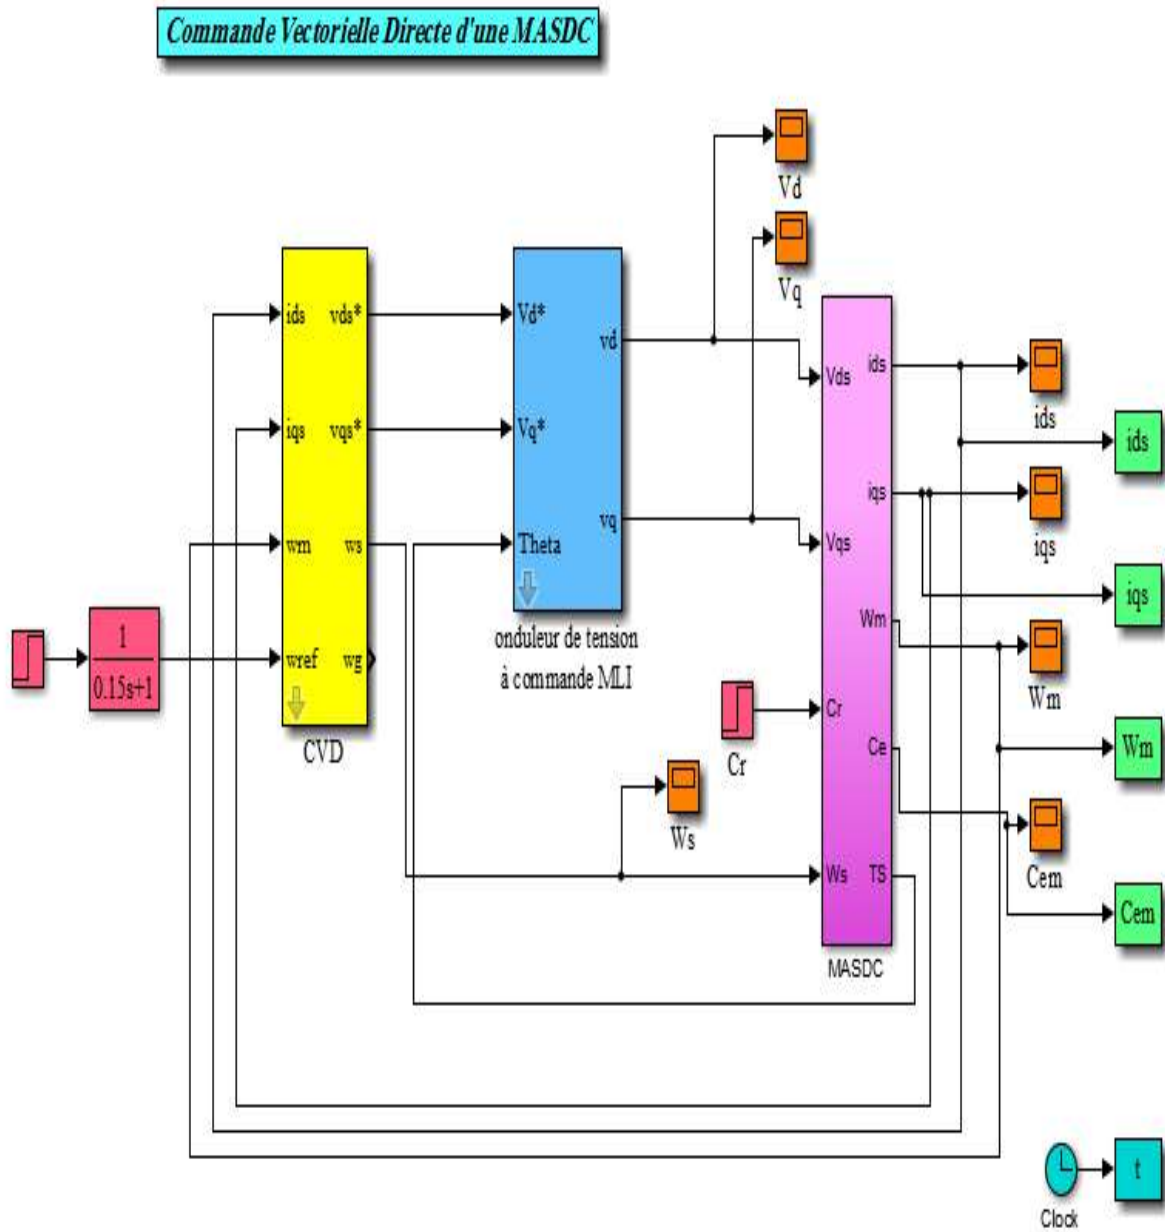 Commande Vectorielle Directe d'une MASDC
Vd
Vq
ids
vds*
iqs
vqs*
wm
ws
wref
wg
CVD
Vd*
vd
Vq*
vq
Theta
onduleur de tension
à commande MLI
1
0.15s+1
Vds
ids
iqs
Vqs
Wm
Cr
Ce
Ws
TS
MASDC
Cr
Ws
ids
ids
iqs
iqs
Wm
Wm
Cem
Cem
Clock
t